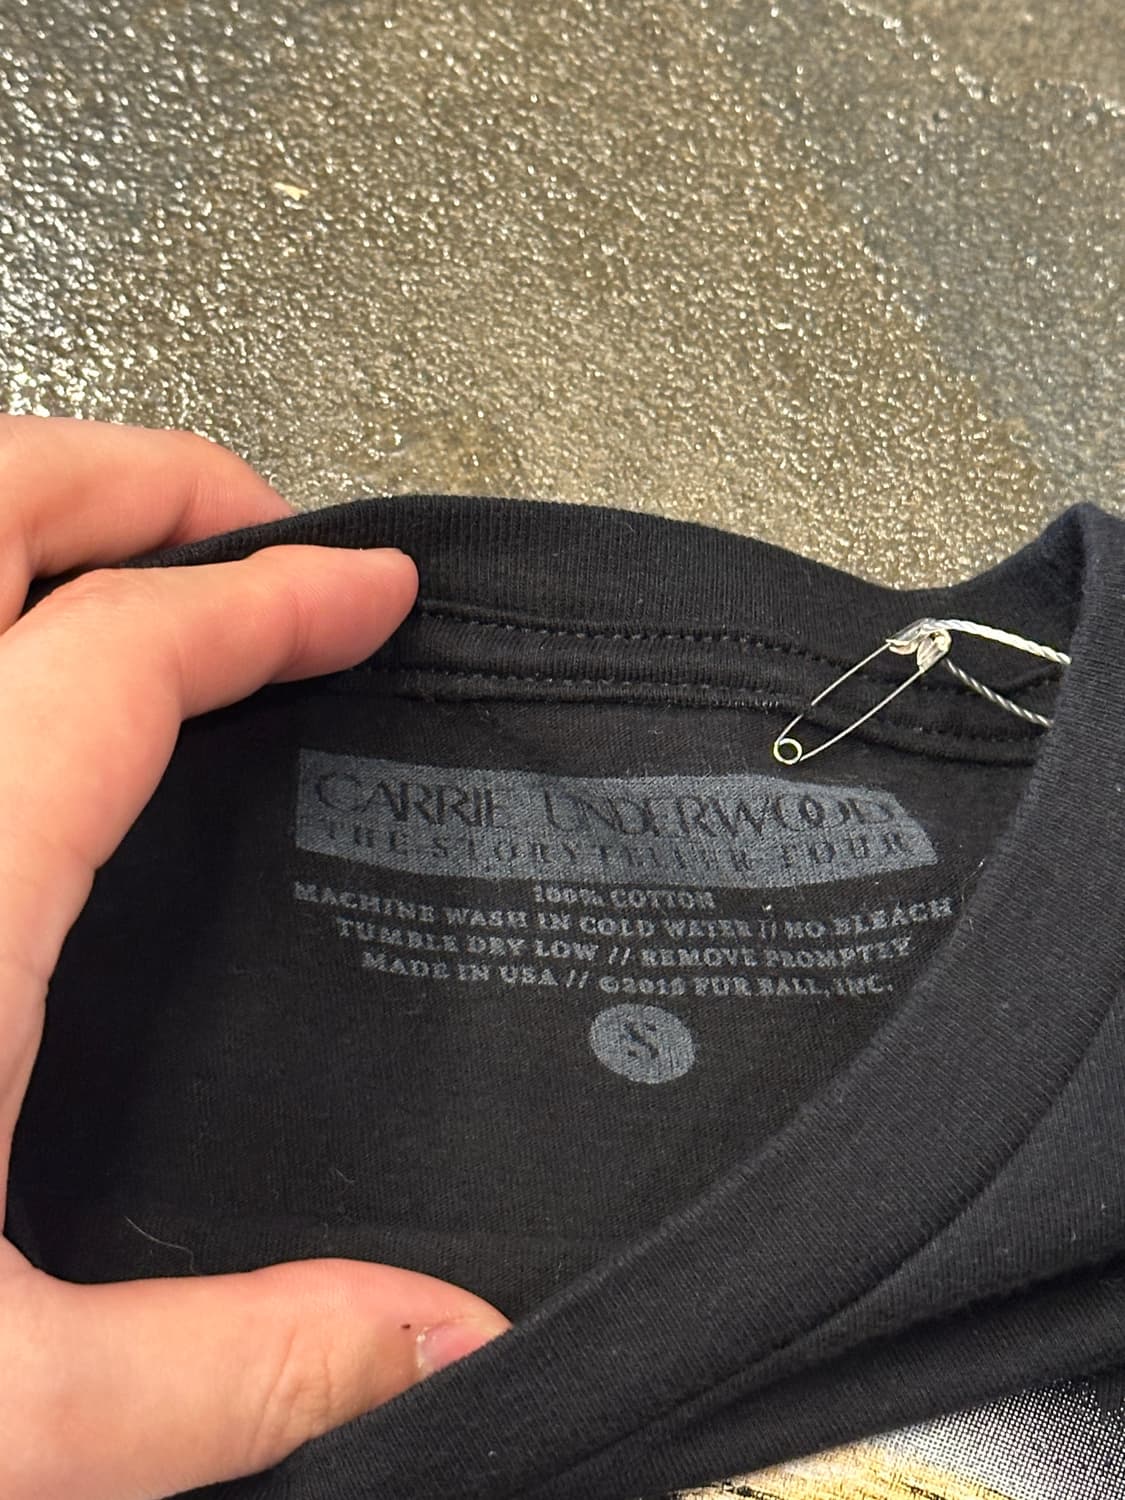 CARRIE UNDERWOOD
THE STORYTELLER TOUR
100% COTTON
MACHINE WASH IN COLD WATER // NO BLEACH
TUMBLE DRY LOW // REMOVE PROMPTLY
MADE IN USA // ©2016 FUR BALL, INC.
S